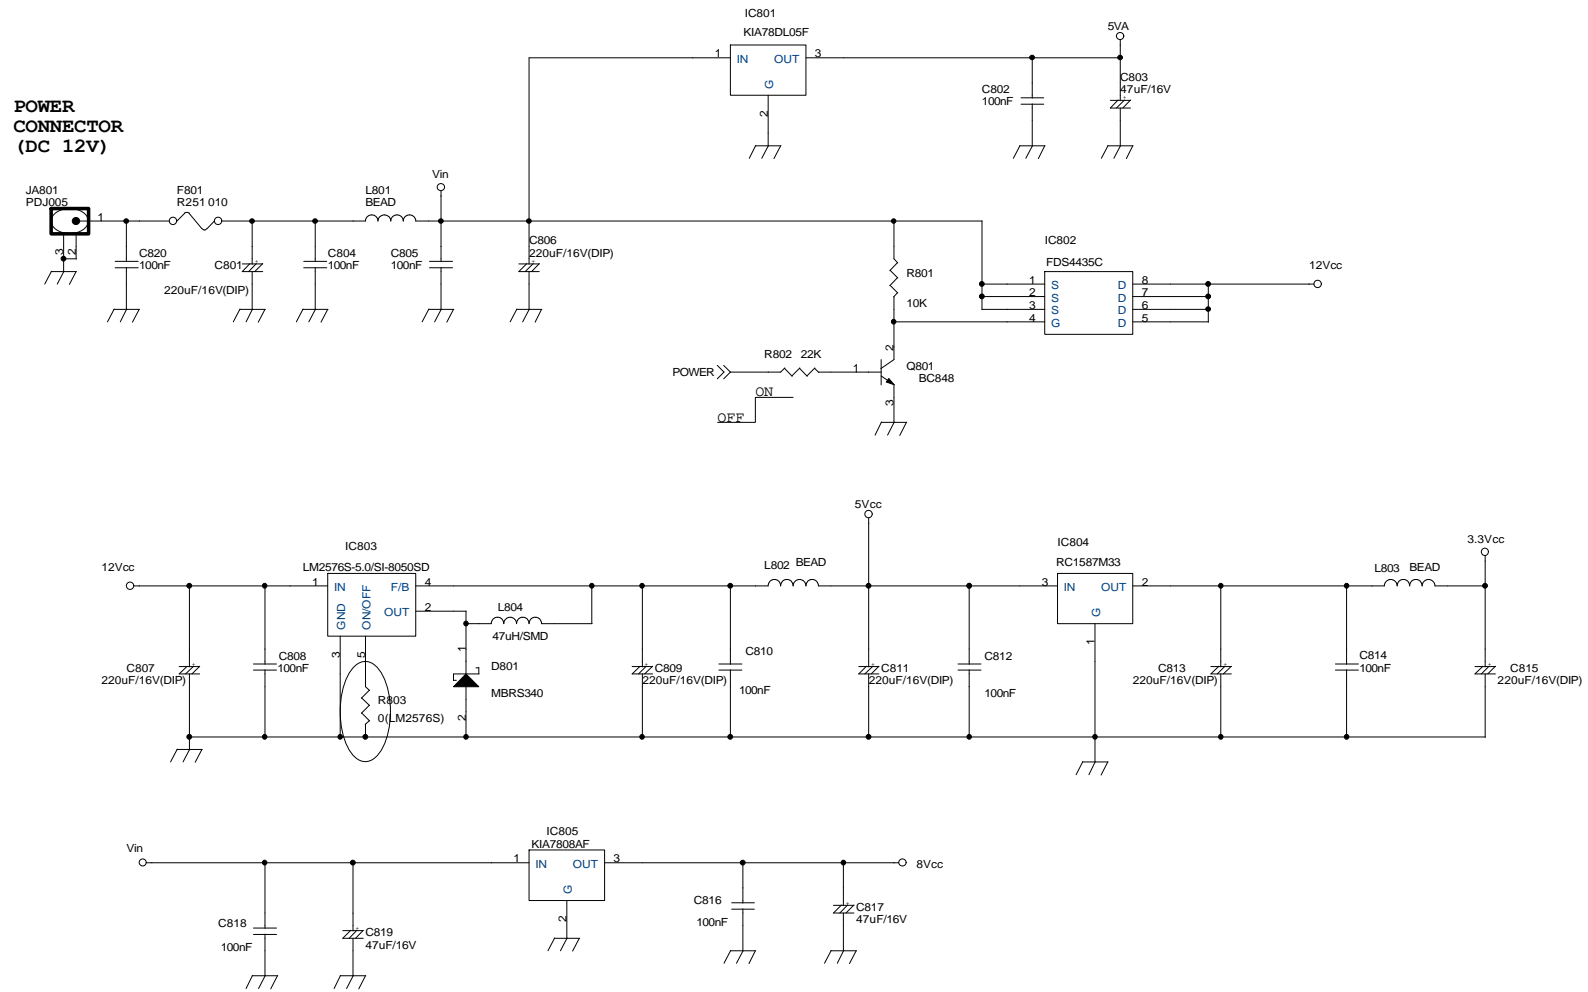 POWER
CONNECTOR
(DC 12V)
IC801
KIA78DL05F
1
IN
OUT
G
3
2
5VA
C802
100nF
C803
47uF/16V
+
JA801
PDJ005
1
3
2
C820
100nF
F801
R251 010
C801
+
220uF/16V(DIP)
C804
100nF
L801
BEAD
Vin
C805
100nF
C806
220uF/16V(DIP)
+
R801
10K
IC802
FDS4435C
1 S D 8
2 S D 7
3 S D 6
4 G D 5
12Vcc
POWER
R802 22K
1
2
3
Q801
BC848
ON
OFF
12Vcc
IC803
LM2576S-5.0/SI-8050SD
1
IN
F/B
4
OUT
2
GND
ON/OFF
3
5
C807
220uF/16V(DIP)
+
C808
100nF
R803
0(LM2576S)
L804
47uH/SMD
1
D801
MBRS340
2
C809
220uF/16V(DIP)
+
C810
100nF
L802 BEAD
5Vcc
C811
220uF/16V(DIP)
+
C812
100nF
IC804
RC1587M33
3
IN
OUT
2
G
1
C813
220uF/16V(DIP)
+
C814
100nF
L803 BEAD
3.3Vcc
C815
220uF/16V(DIP)
+
Vin
C818
100nF
C819
47uF/16V
+
IC805
KIA7808AF
1
IN
OUT
3
G
2
C816
100nF
C817
47uF/16V
+
8Vcc